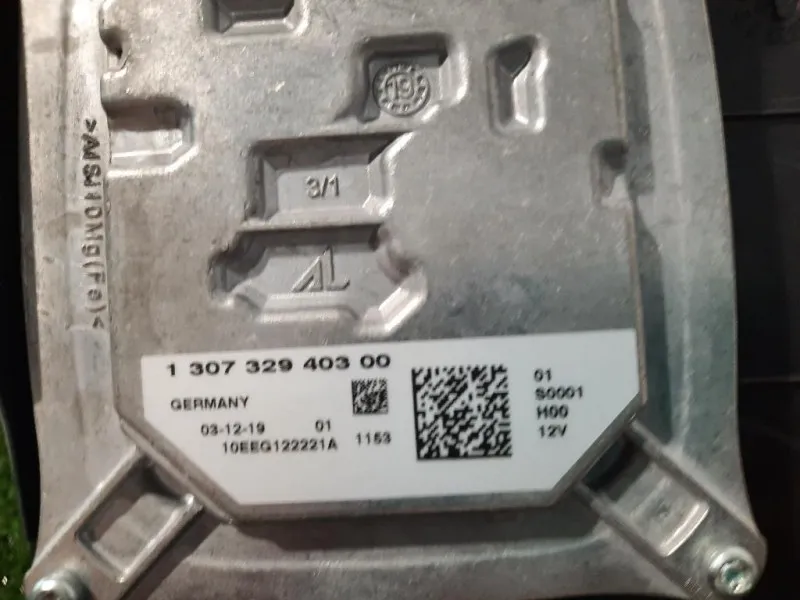 19
3/1
AL
>AlSi10Mg(Fe)<
1 307 329 403 00
GERMANY
03-12-19 01
10EEG122221A 1153
01
S0001
H00
12V